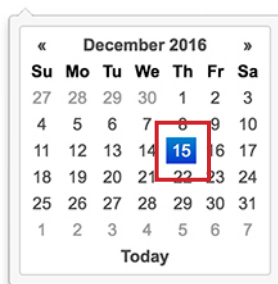 « December 2016 »
Su Mo Tu We Th Fr Sa
27 28 29 30 1 2 3
4 5 6 7 8 9 10
11 12 13 14 15 16 17
18 19 20 21 22 23 24
25 26 27 28 29 30 31
1 2 3 4 5 6 7
Today